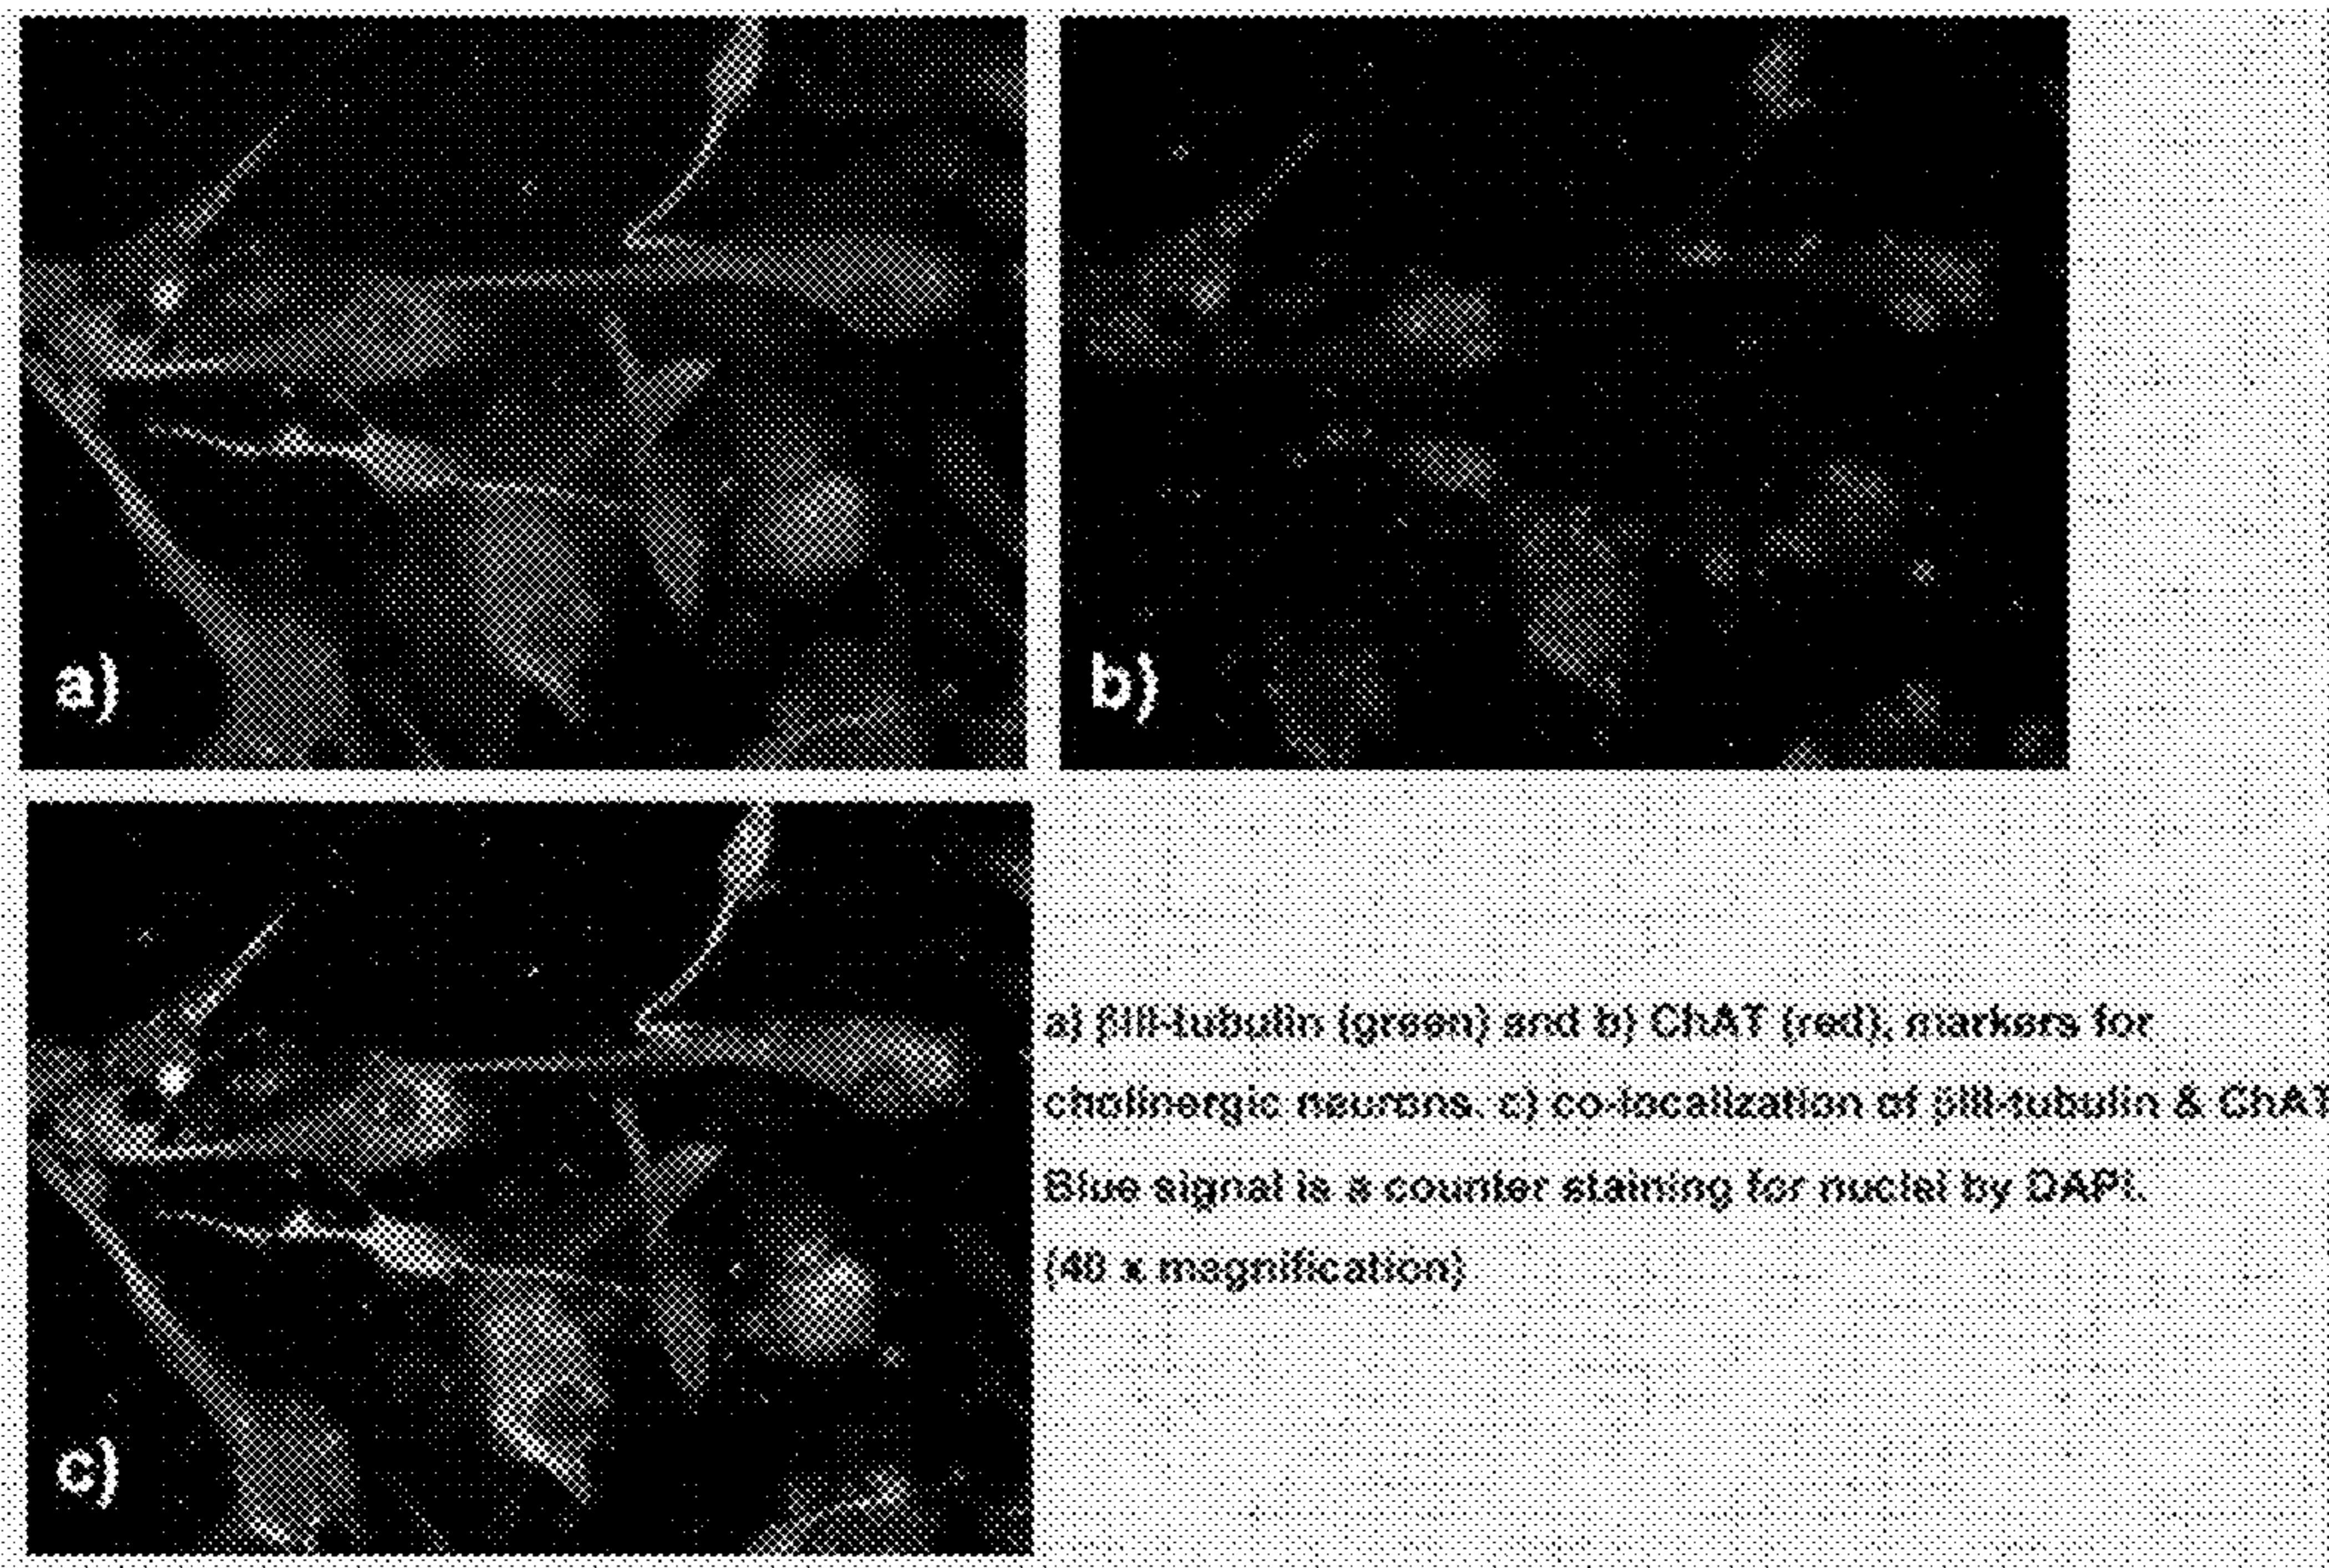 a)
b)
c)
a) βIII-tubulin (green) and b) ChAT (red), markers for
cholinergic neurons. c) co-localization of βIII-tubulin & ChAT
Blue signal is a counter staining for nuclei by DAPI.
(40 x magnification)